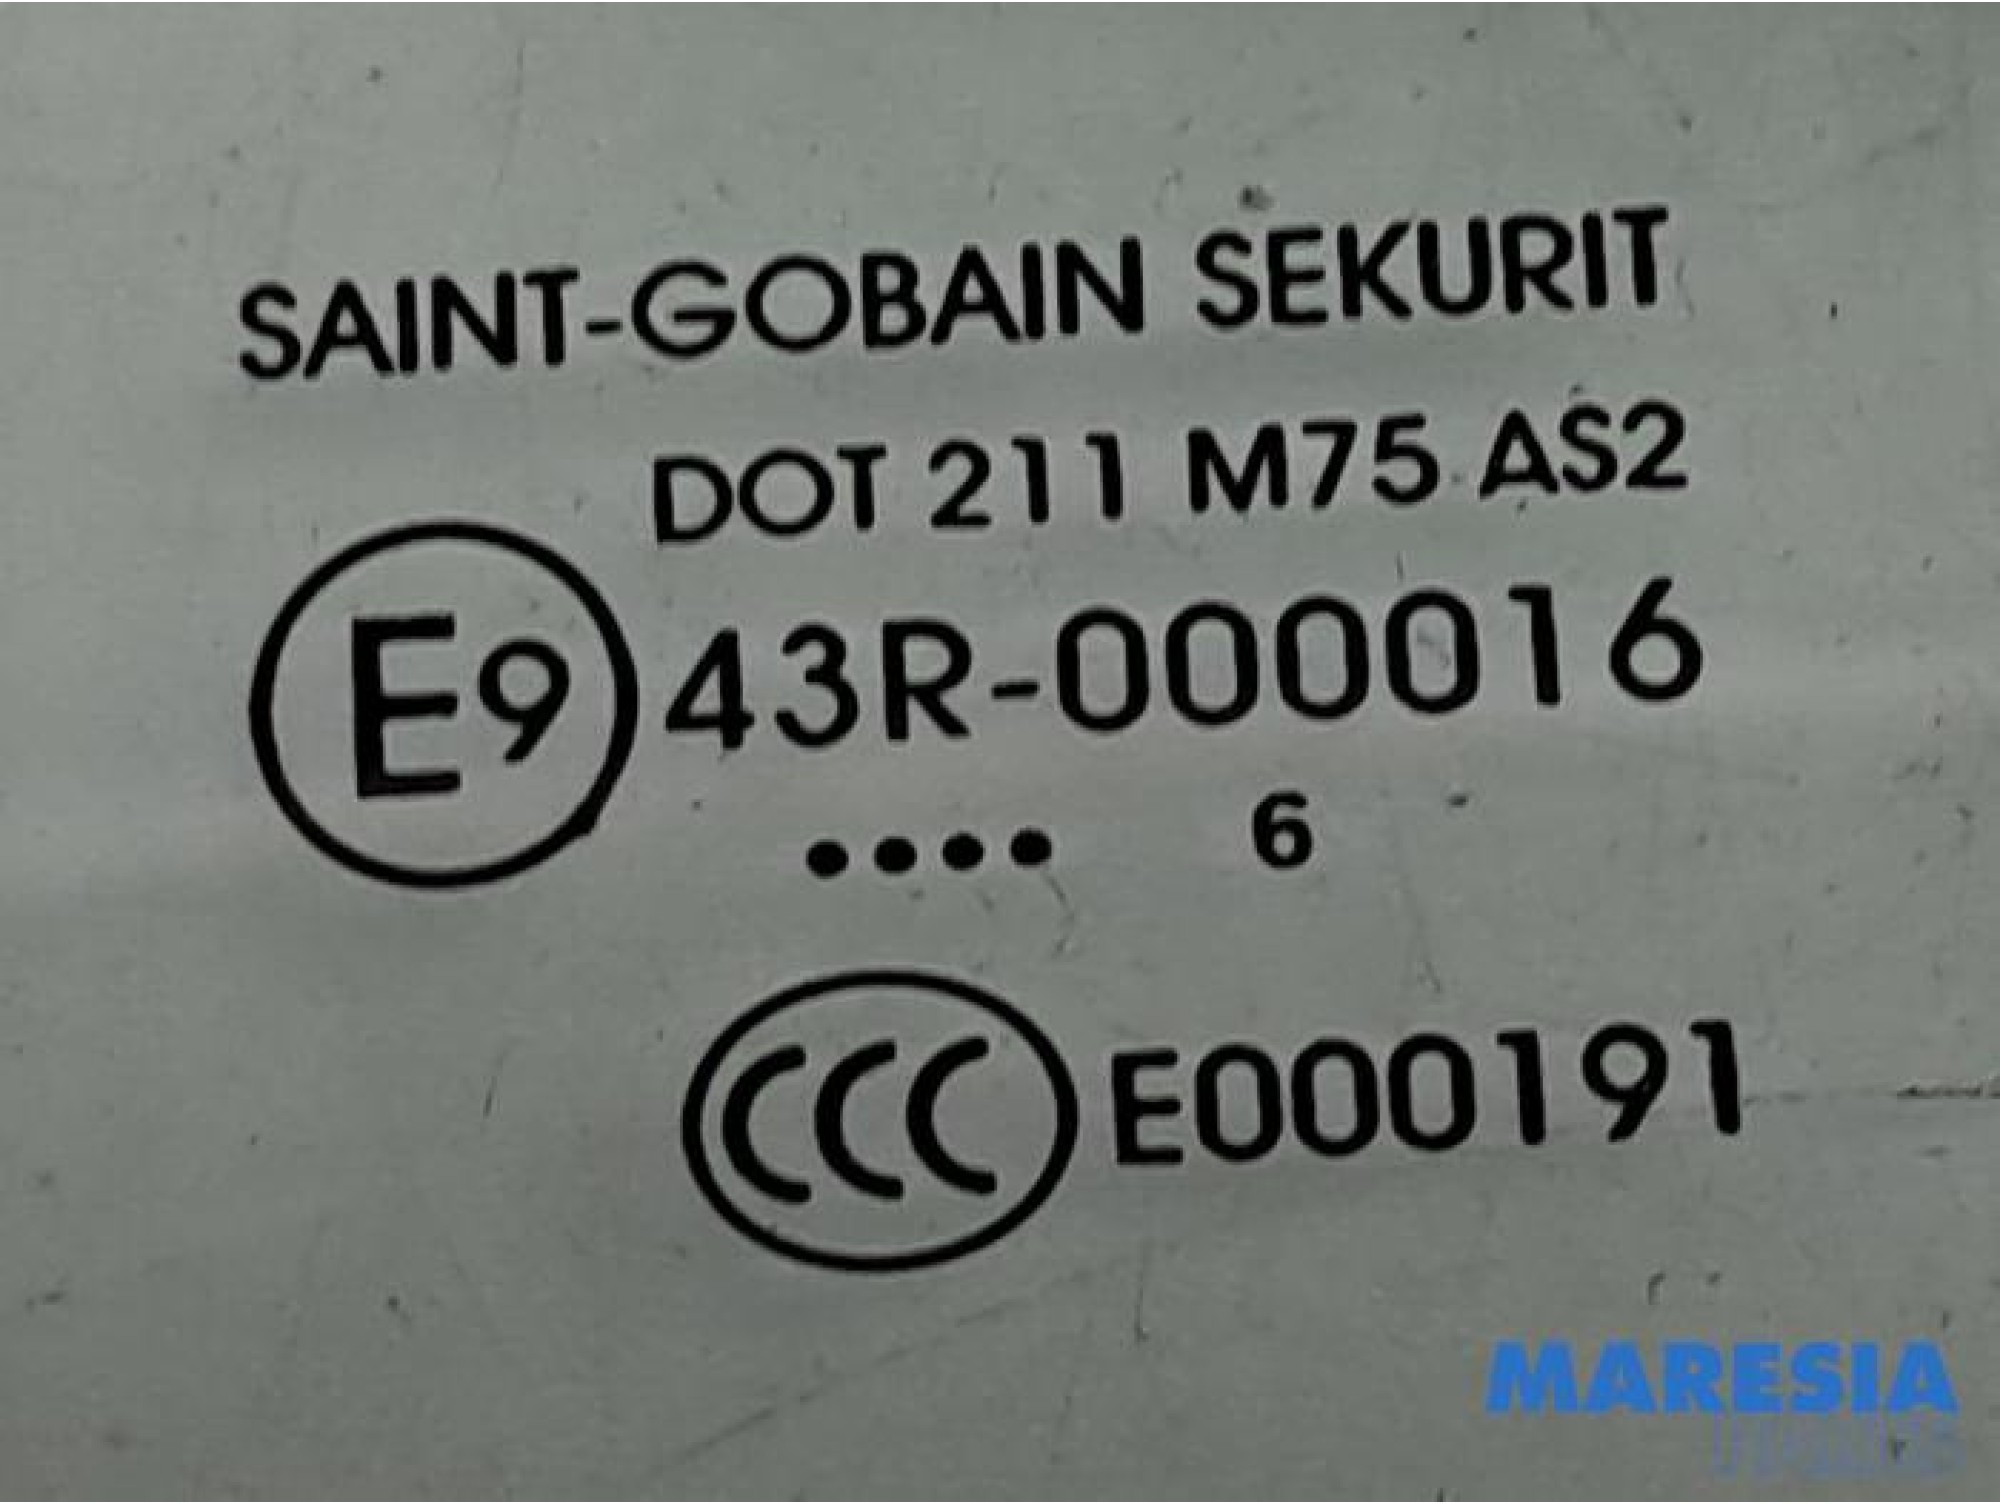 SAINT-GOBAIN SEKURIT
DOT 211 M75 AS2
E9 43R-000016
•••• 6
CCC E000191
MARESIA